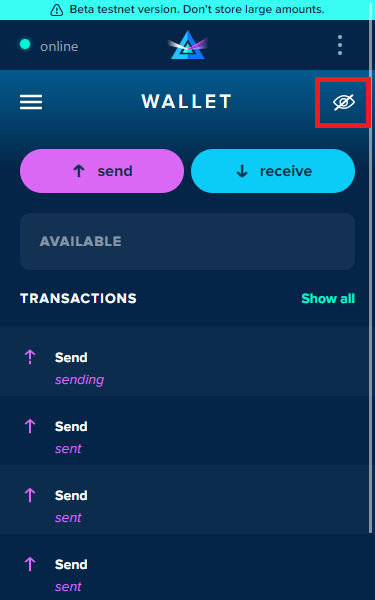 Beta testnet version. Don't store large amounts.
online
WALLET
send
receive
AVAILABLE
TRANSACTIONS
Show all
Send
sending
Send
sent
Send
sent
Send
sent